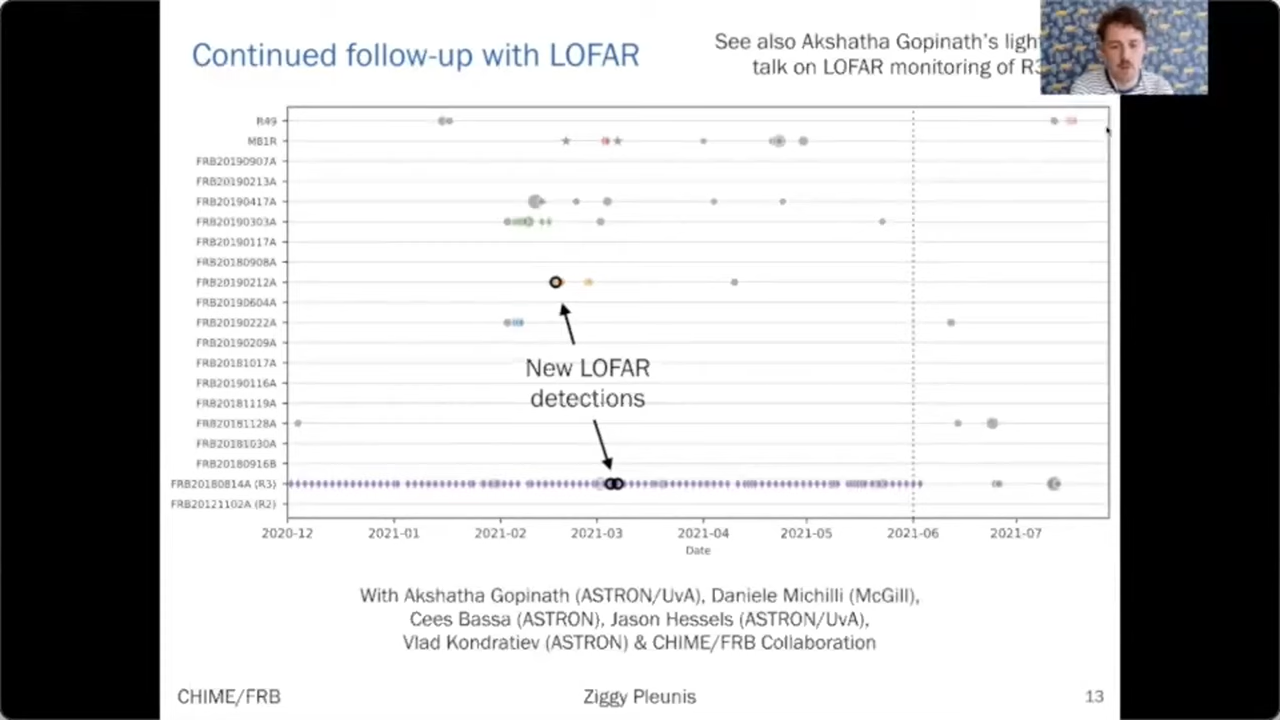 Continued follow-up with LOFAR
See also Akshatha Gopinath's
talk on LOFAR monitoring of
R49
MB1R
FRB20190907A
FRB20190213A
FRB20190417A
FRB20190303A
FRB20190117A
FRB20180908A
FRB20190212A
FRB20190604A
FRB20190222A
FRB20190209A
FRB20181017A
FRB20190116A
FRB20181119A
FRB20181128A
FRB20181030A
FRB20180916B
FRB20180814A (R3)
FRB20121102A (R2)
New LOFAR
detections
2020-12 2021-01 2021-02 2021-03 2021-04 2021-05 2021-06 2021-07
Date
With Akshatha Gopinath (ASTRON/UvA), Daniele Michilli (McGill),
Cees Bassa (ASTRON), Jason Hessels (ASTRON/UvA),
Vlad Kondratiev (ASTRON) & CHIME/FRB Collaboration
CHIME/FRB Ziggy Pleunis 13